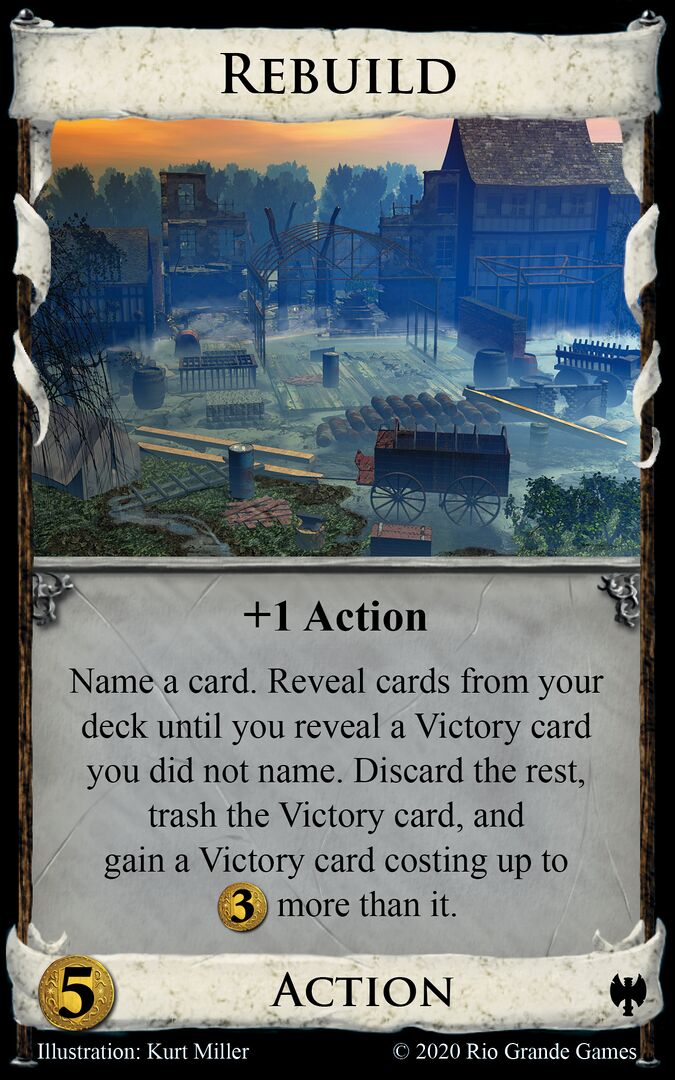 REBUILD
+1 Action
Name a card. Reveal cards from your
deck until you reveal a Victory card
you did not name. Discard the rest,
trash the Victory card, and
gain a Victory card costing up to
3 more than it.
5 ACTION
Illustration: Kurt Miller © 2020 Rio Grande Games